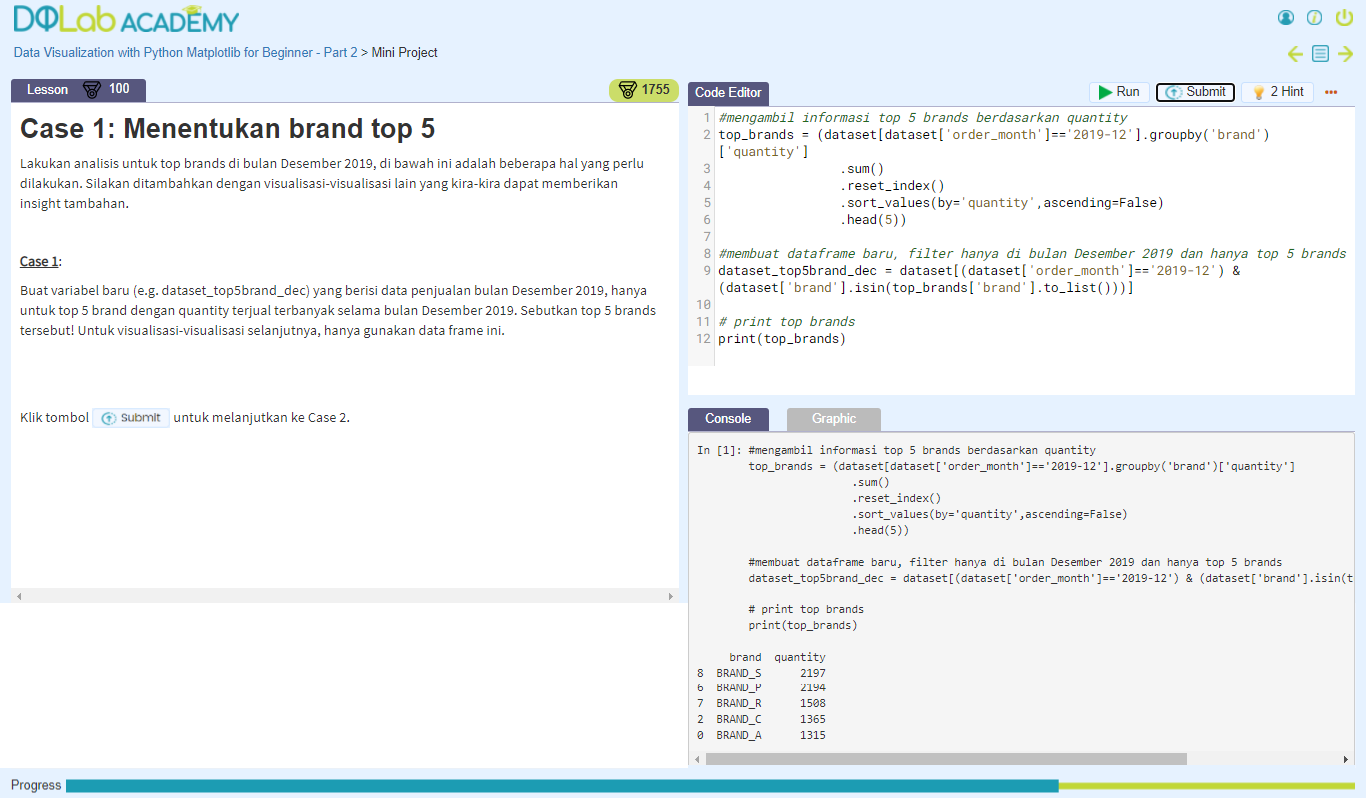 DQLab ACADEMY
Data Visualization with Python Matplotlib for Beginner - Part 2 > Mini Project
Lesson 100
1755
Case 1: Menentukan brand top 5
Lakukan analisis untuk top brands di bulan Desember 2019, di bawah ini adalah beberapa hal yang perlu
dilakukan. Silakan ditambahkan dengan visualisasi-visualisasi lain yang kira-kira dapat memberikan
insight tambahan.
Case 1:
Buat variabel baru (e.g. dataset_top5brand_dec) yang berisi data penjualan bulan Desember 2019, hanya
untuk top 5 brand dengan quantity terjual terbanyak selama bulan Desember 2019. Sebutkan top 5 brands
tersebut! Untuk visualisasi-visualisasi selanjutnya, hanya gunakan data frame ini.
Klik tombol Submit untuk melanjutkan ke Case 2.
Code Editor
Run
Submit
2 Hint
1 #mengambil informasi top 5 brands berdasarkan quantity
2 top_brands = (dataset[dataset['order_month']=='2019-12'].groupby('brand')
['quantity']
3 .sum()
4 .reset_index()
5 .sort_values(by='quantity',ascending=False)
6 .head(5))
7
8 #membuat dataframe baru, filter hanya di bulan Desember 2019 dan hanya top 5 brands
9 dataset_top5brand_dec = dataset[(dataset['order_month']=='2019-12') &
(dataset['brand'].isin(top_brands['brand'].to_list()))]
10
11 # print top brands
12 print(top_brands)
Console
Graphic
In [1]: #mengambil informasi top 5 brands berdasarkan quantity
top_brands = (dataset[dataset['order_month']=='2019-12'].groupby('brand')['quantity']
.sum()
.reset_index()
.sort_values(by='quantity',ascending=False)
.head(5))
#membuat dataframe baru, filter hanya di bulan Desember 2019 dan hanya top 5 brands
dataset_top5brand_dec = dataset[(dataset['order_month']=='2019-12') & (dataset['brand'].isin(t
# print top brands
print(top_brands)
brand quantity
8 BRAND_S 2197
6 BRAND_P 2194
7 BRAND_R 1508
2 BRAND_C 1365
0 BRAND_A 1315
Progress